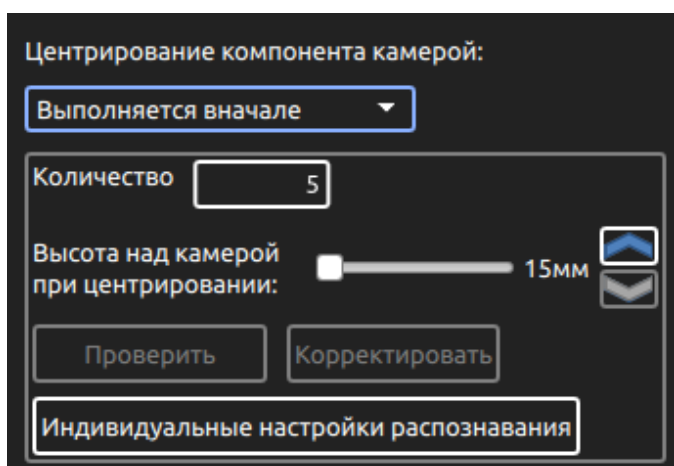 Центрирование компонента камерой:
Выполняется вначале
Количество 5
Высота над камерой
при центрировании:
15мм
Проверить Корректировать
Индивидуальные настройки распознавания